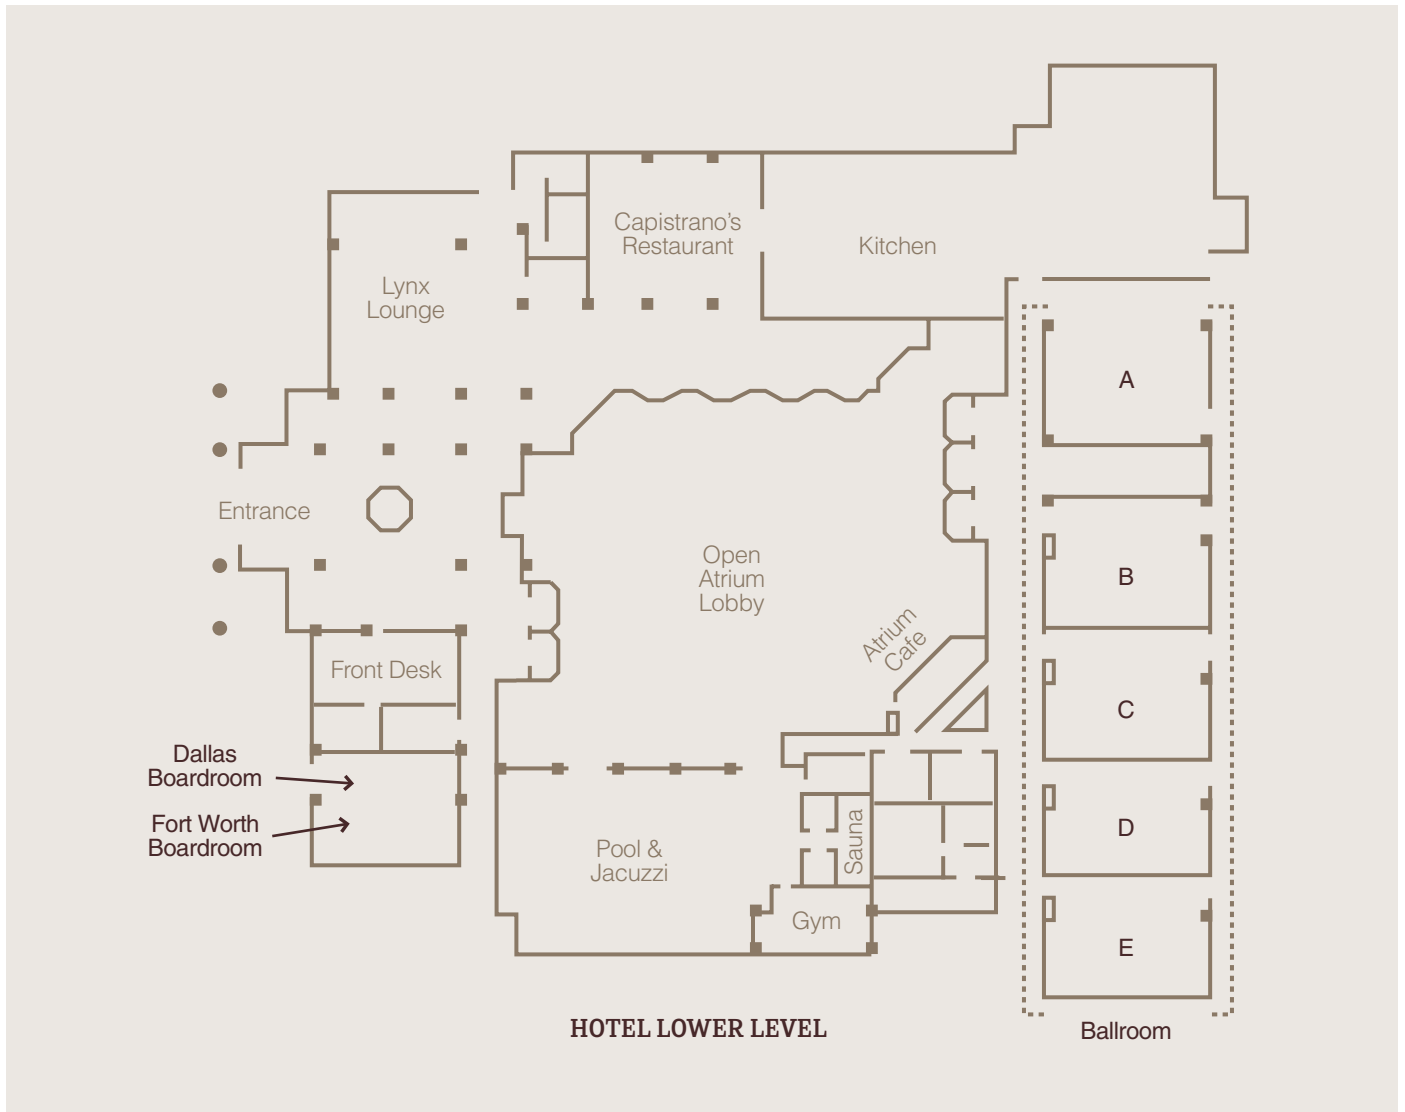 Capistrano's
Restaurant
Kitchen
Lynx
Lounge
A
Entrance
Open
Atrium
Lobby
B
Atrium
Cafe
Front Desk
C
Dallas
Boardroom
Fort Worth
Boardroom
Pool &
Jacuzzi
Sauna
D
Gym
E
HOTEL LOWER LEVEL
Ballroom